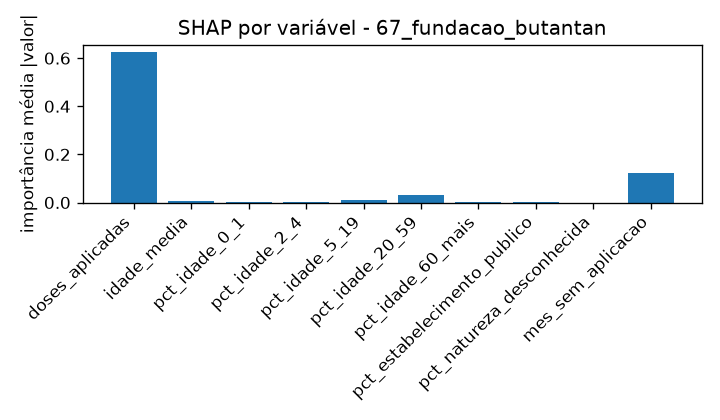 SHAP por variável - 67_fundacao_butantan
importância média |valor|
0.6
0.4
0.2
0.0
doses_aplicadas
idade_media
pct_idade_0_1
pct_idade_2_4
pct_idade_5_19
pct_idade_20_59
pct_idade_60_mais
pct_estabelecimento_publico
pct_natureza_desconhecida
mes_sem_aplicacao